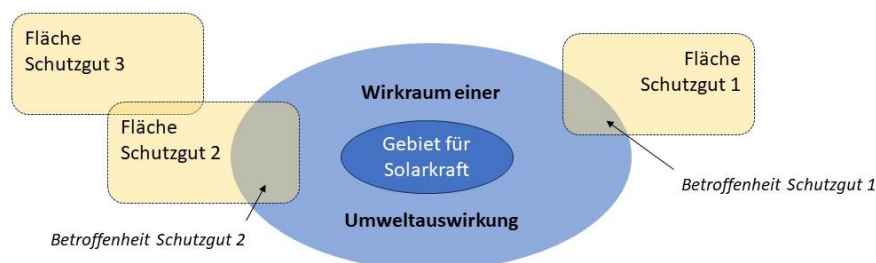 Fläche
Schutzgut 3
Fläche
Schutzgut 2
Wirkraum einer
Gebiet für
Solarkraft
Umweltauswirkung
Fläche
Schutzgut 1
Betroffenheit Schutzgut 1
Betroffenheit Schutzgut 2